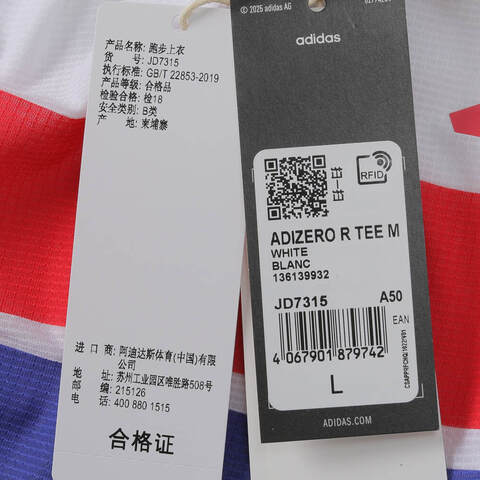 产品名称: 跑步上衣
货 号: JD7315
执行标准: GB/T 22853-2019
产品等级: 合格品
检验合格: 检18
安全类别: B类
产 地: 柬埔寨
进 口 商: 阿迪达斯体育(中国)有限
公司
地 址: 苏州工业园区唯胜路508号
邮 编: 215126
电 话: 400 880 1515
合格证
© 2025 adidas AG
adidas
RFID
ADIZERO R TEE M
WHITE
BLANC
136139932
JD7315 A50
EAN
4 067901 879742
L
ADIDAS.COM